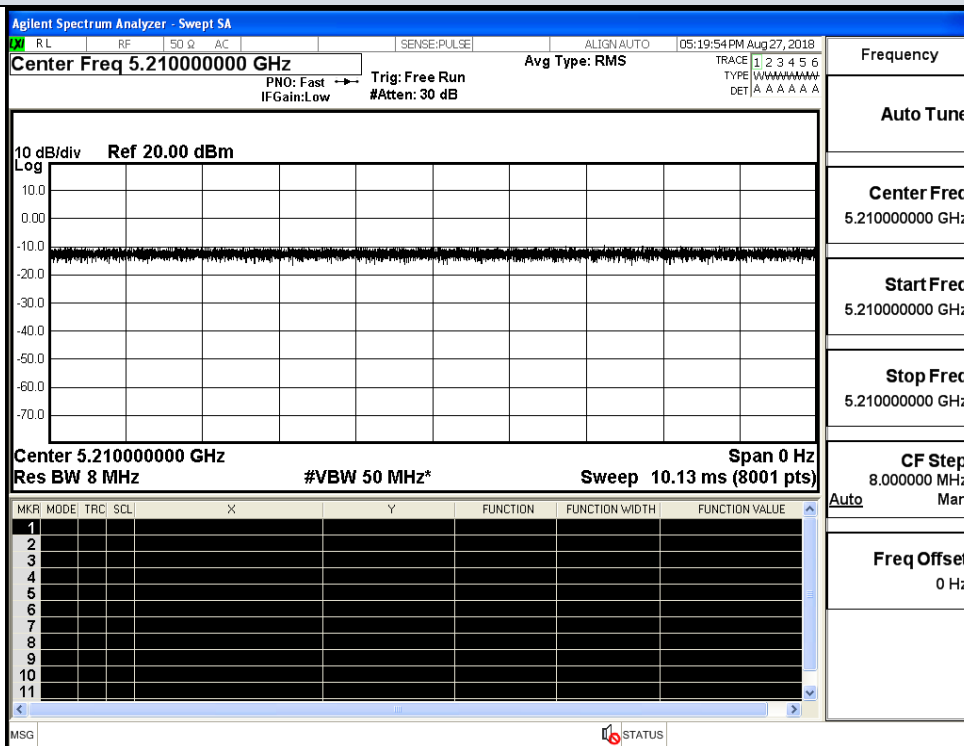 Agilent Spectrum Analyzer - Swept SA
LXI RL RF 50 Ω AC SENSE:PULSE ALIGNAUTO 05:19:54 PM Aug 27, 2018
Center Freq 5.210000000 GHz
PNO: Fast
IFGain:Low
Trig: Free Run
#Atten: 30 dB
Avg Type: RMS
TRACE 1 2 3 4 5 6
TYPE WWWWWW
DET A A A A A A
10 dB/div Ref 20.00 dBm
Log
10.0
0.00
-10.0
-20.0
-30.0
-40.0
-50.0
-60.0
-70.0
Center 5.210000000 GHz Span 0 Hz
Res BW 8 MHz #VBW 50 MHz* Sweep 10.13 ms (8001 pts)
MKR MODE TRC SCL X Y FUNCTION FUNCTION WIDTH FUNCTION VALUE
1
2
3
4
5
6
7
8
9
10
11
MSG STATUS
Frequency
Auto Tune
Center Freq
5.210000000 GHz
Start Freq
5.210000000 GHz
Stop Freq
5.210000000 GHz
CF Step
8.000000 MHz
Auto Man
Freq Offset
0 Hz